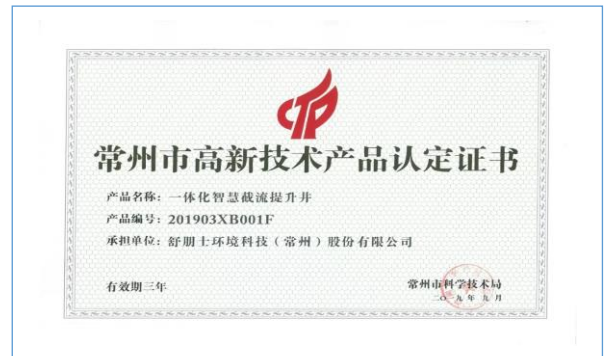 常州市高新技术产品认定证书
产品名称：一体化智慧截流提升井
产品编号：201903XB001F
承担单位：舒朋士环境科技（常州）股份有限公司
有效期三年
常州市科学技术局
二〇一九年九月